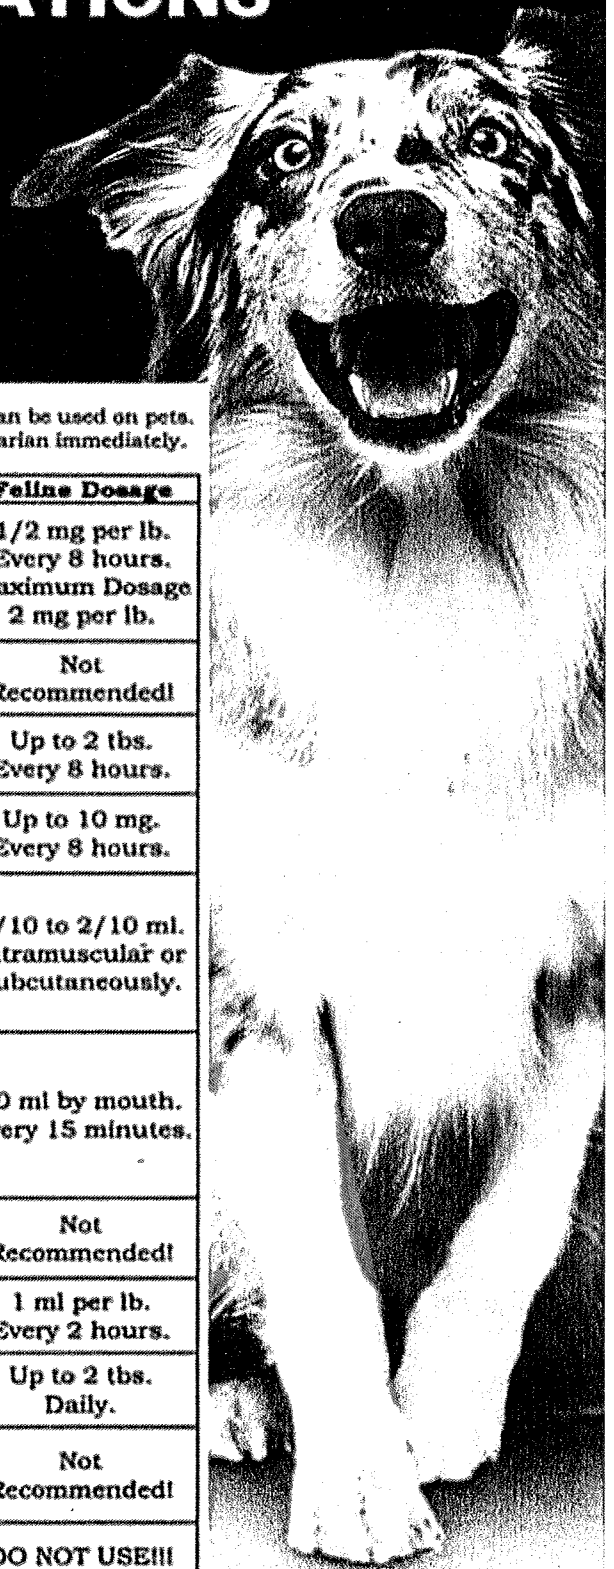 ATIONS
an be used on pets.
arian immediately.
Feline Dosage
1/2 mg per lb.
Every 8 hours.
aximum Dosage
2 mg per lb.
Not
Recommended!
Up to 2 tbs.
Every 8 hours.
Up to 10 mg.
Every 8 hours.
/10 to 2/10 ml.
tramuscular or
ubcutaneously.
0 ml by mouth.
ery 15 minutes.
Not
Recommended!
1 ml per lb.
Every 2 hours.
Up to 2 tbs.
Daily.
Not
Recommended!
DO NOT USE!!!